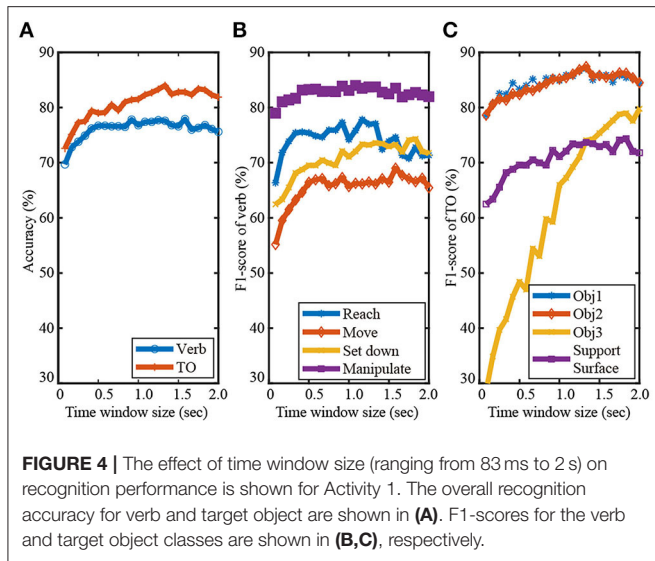 A
B
C
90
80
70
60
50
40
30
Accuracy (%)
Verb
TO
0 0.5 1.0 1.5 2.0
Time window size (sec)
90
80
70
60
50
40
30
F1-score of verb (%)
Reach
Move
Set down
Manipulate
0 0.5 1.0 1.5 2.0
Time window size (sec)
90
80
70
60
50
40
30
F1-score of TO (%)
Obj1
Obj2
Obj3
Support
Surface
0 0.5 1.0 1.5 2.0
Time window size (sec)
FIGURE 4 | The effect of time window size (ranging from 83 ms to 2 s) on
recognition performance is shown for Activity 1. The overall recognition
accuracy for verb and target object are shown in (A). F1-scores for the verb
and target object classes are shown in (B,C), respectively.